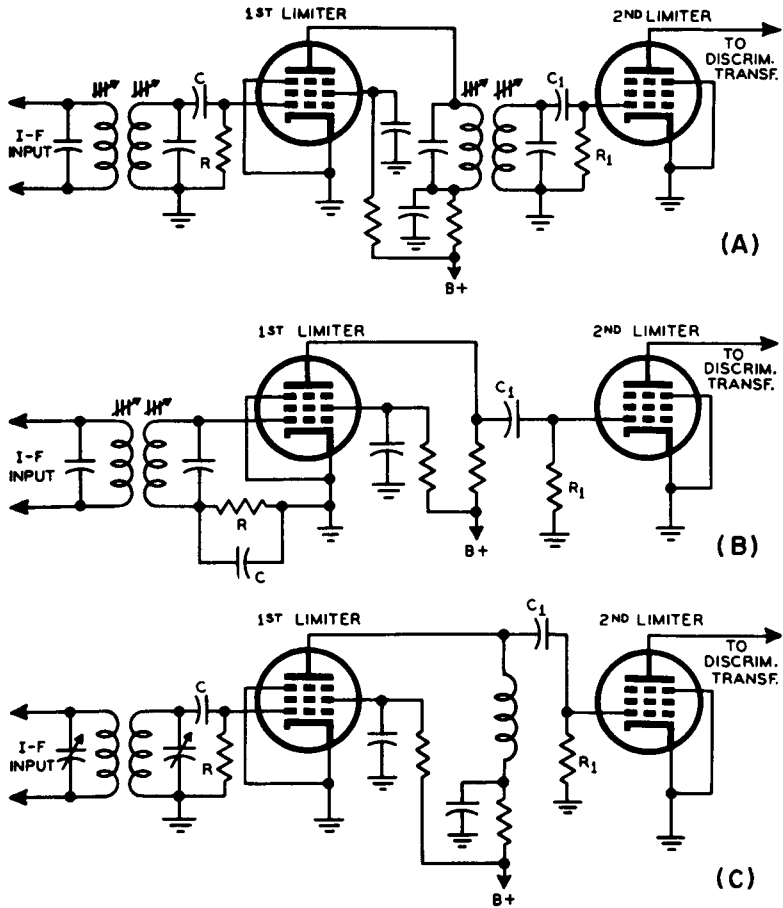 1ST LIMITER
2ND LIMITER
TO
DISCRIM.
TRANSF.
C
C1
I-F
INPUT
R
R1
B+
(A)
1ST LIMITER
2ND LIMITER
TO
DISCRIM.
TRANSF.
C1
I-F
INPUT
R
R1
C
B+
(B)
1ST LIMITER
C1
2ND LIMITER
TO
DISCRIM.
TRANSF.
C
I-F
INPUT
R
R1
B+
(C)